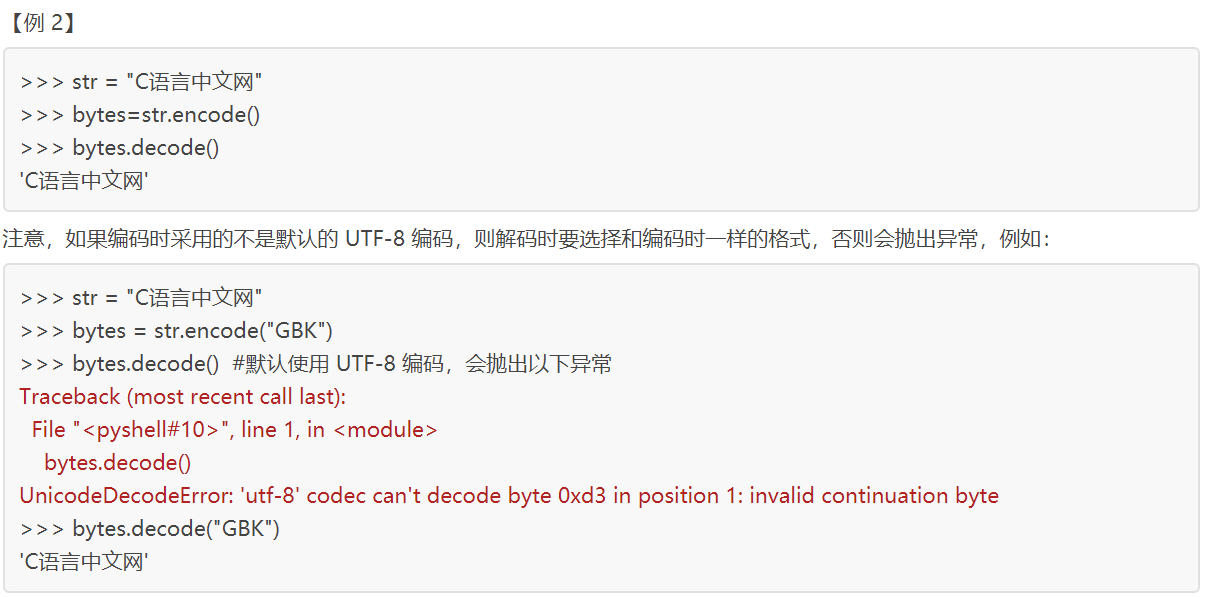 【例 2】
>>> str = "C语言中文网"
>>> bytes=str.encode()
>>> bytes.decode()
'C语言中文网'
注意，如果编码时采用的不是默认的 UTF-8 编码，则解码时要选择和编码时一样的格式，否则会抛出异常，例如：
>>> str = "C语言中文网"
>>> bytes = str.encode("GBK")
>>> bytes.decode()  #默认使用 UTF-8 编码，会抛出以下异常
Traceback (most recent call last):
  File "<pyshell#10>", line 1, in <module>
    bytes.decode()
UnicodeDecodeError: 'utf-8' codec can't decode byte 0xd3 in position 1: invalid continuation byte
>>> bytes.decode("GBK")
'C语言中文网'